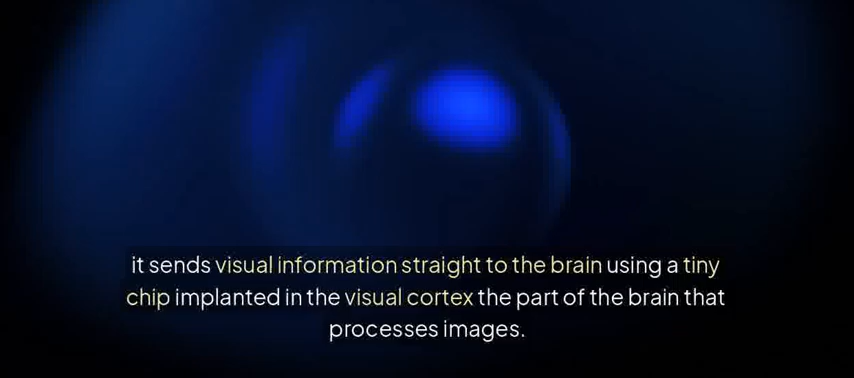 it sends visual information straight to the brain using a tiny
chip implanted in the visual cortex the part of the brain that
processes images.